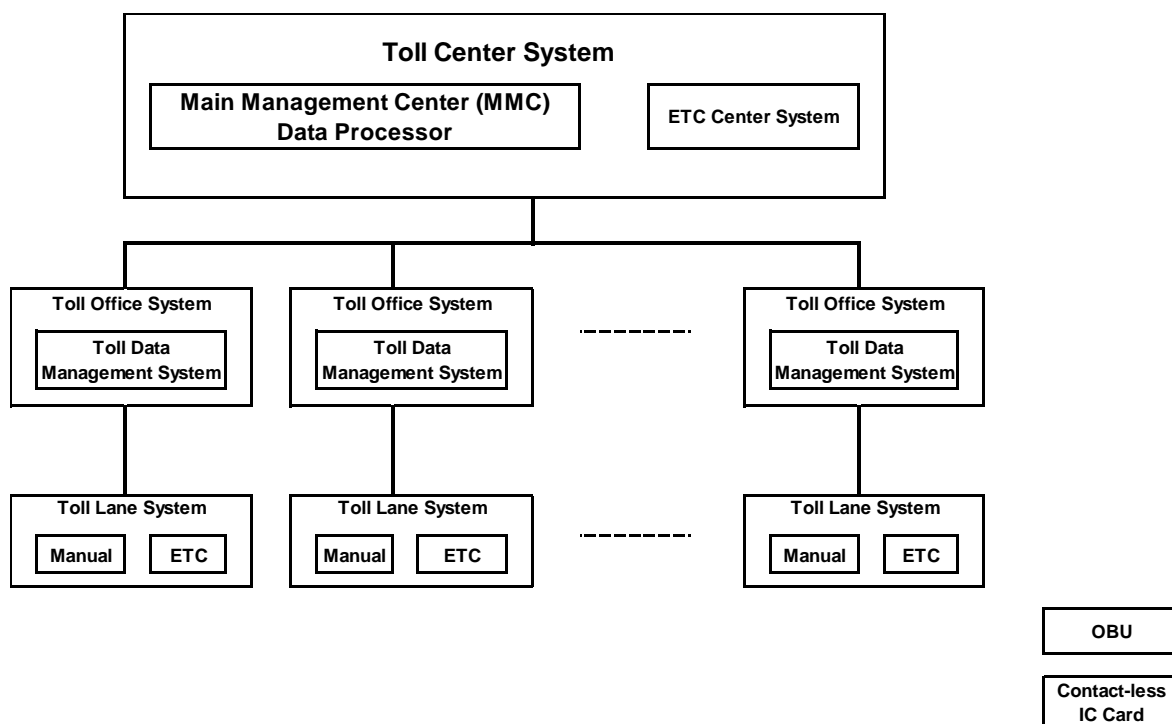 Toll Center System
Main Management Center (MMC)
Data Processor
ETC Center System
Toll Office System
Toll Data
Management System
Toll Office System
Toll Data
Management System
Toll Office System
Toll Data
Management System
Toll Lane System
Manual
ETC
Toll Lane System
Manual
ETC
Toll Lane System
Manual
ETC
OBU
Contact-less
IC Card